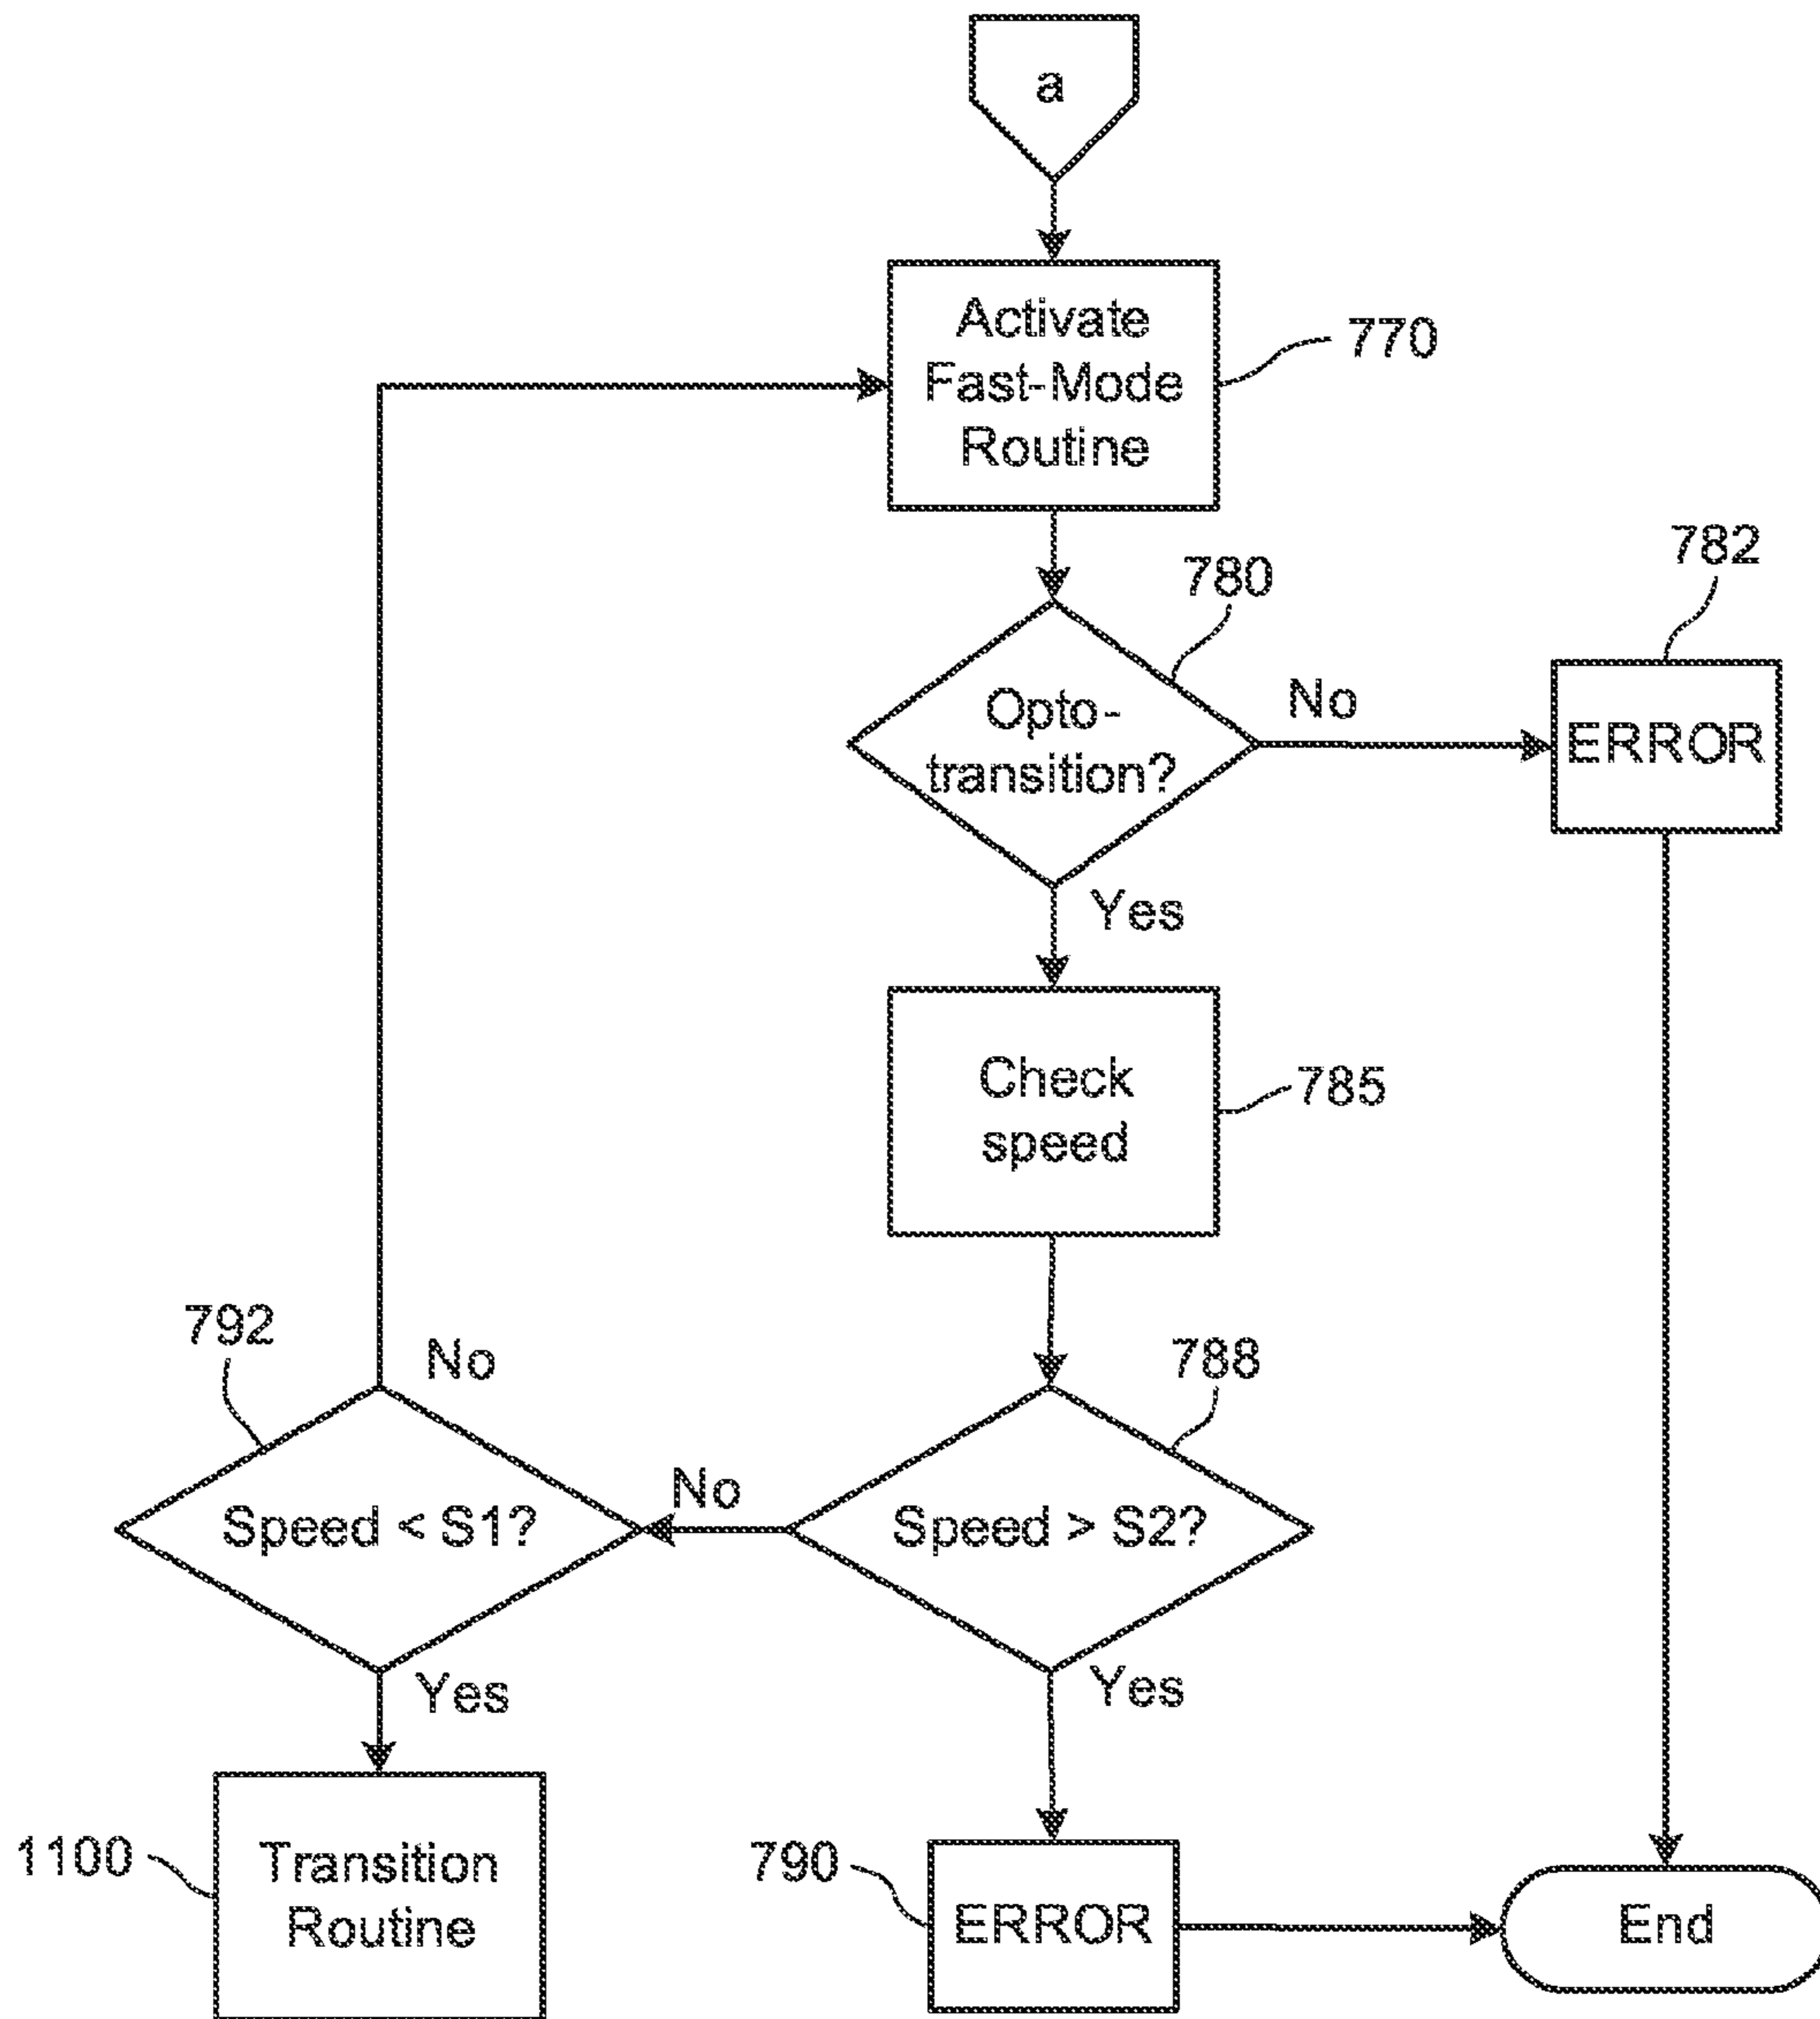 a
Activate
Fast-Mode
Routine
770
780
782
Opto-
transition?
No
ERROR
Yes
Check
speed
785
792
No
788
Speed < S1?
No
Speed > S2?
Yes
Yes
1100
Transition
Routine
790
ERROR
End